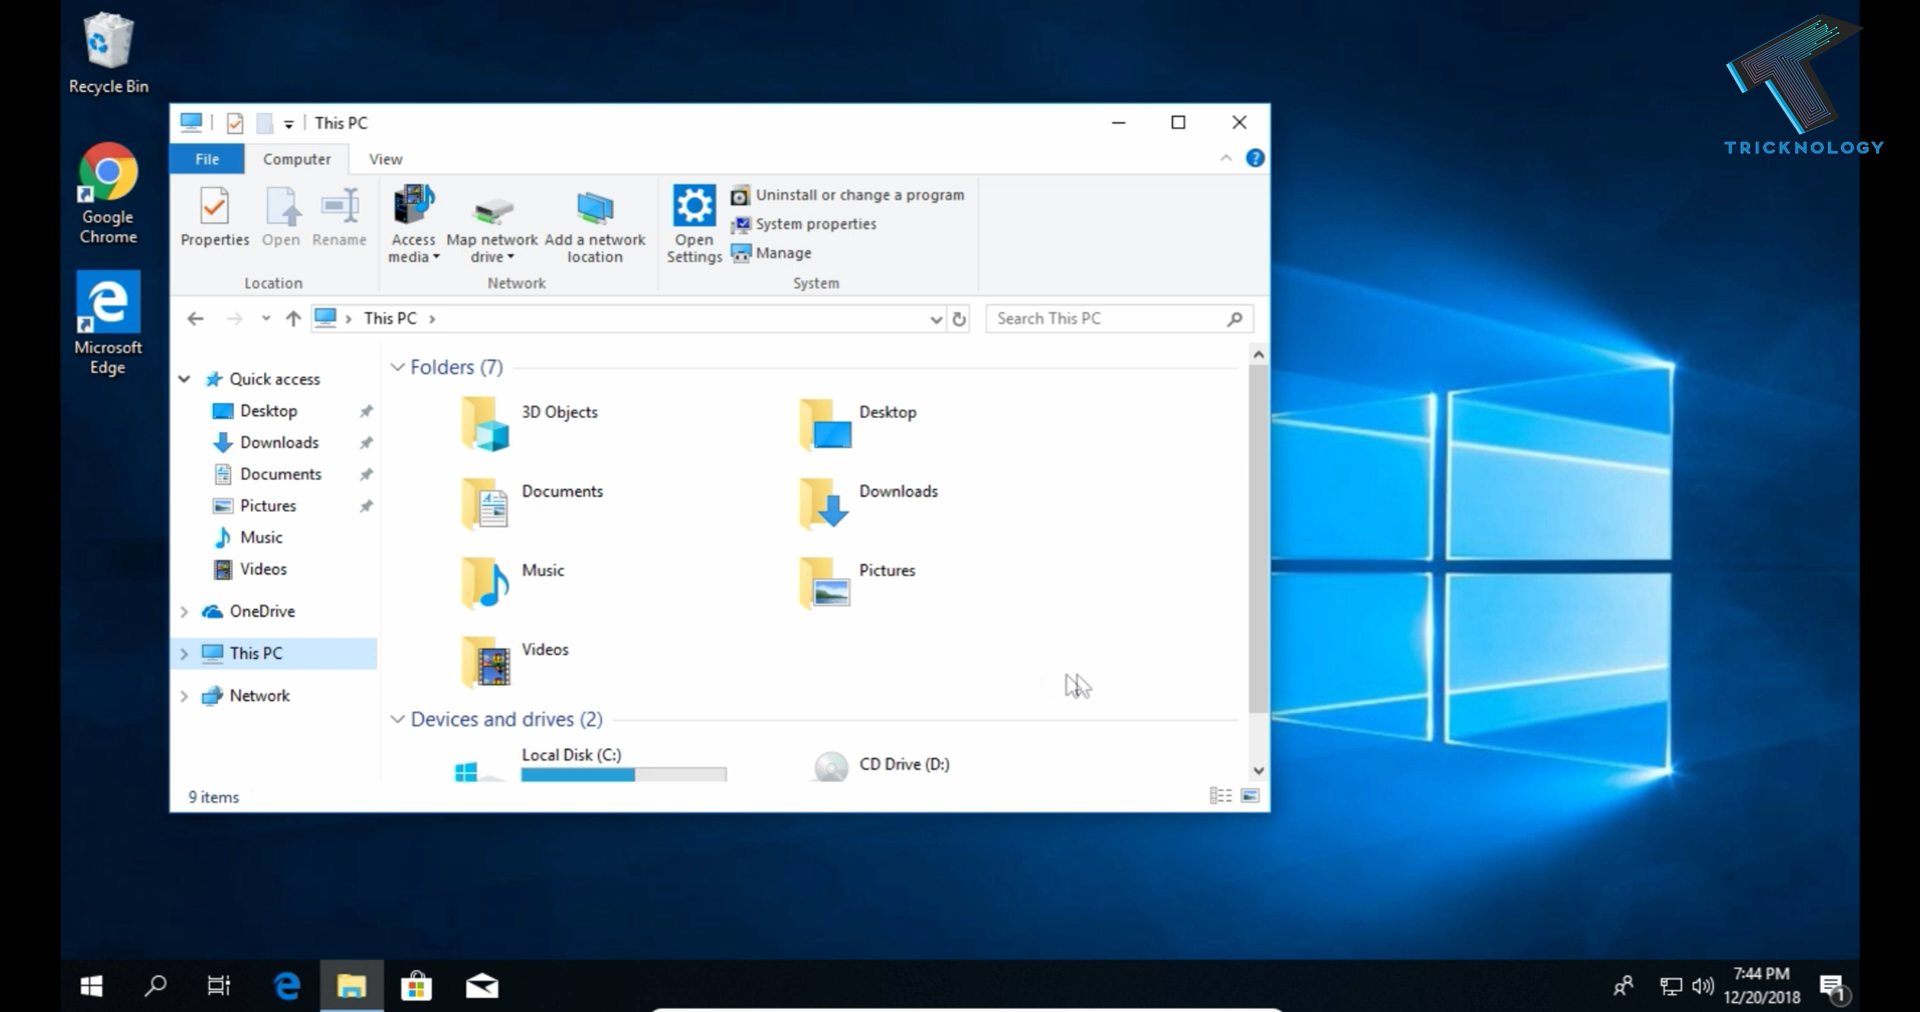 Recycle Bin
Google
Chrome
Microsoft
Edge
TRICKNOLOGY
This PC
File
Computer
View
Properties
Open
Rename
Location
Access
media
Map network
drive
Add a network
location
Network
Open
Settings
Uninstall or change a program
System properties
Manage
System
This PC
Search This PC
Quick access
Desktop
Downloads
Documents
Pictures
Music
Videos
OneDrive
This PC
Network
Folders (7)
3D Objects
Desktop
Documents
Downloads
Music
Pictures
Videos
Devices and drives (2)
Local Disk (C:)
CD Drive (D:)
9 items
7:44 PM
12/20/2018
1